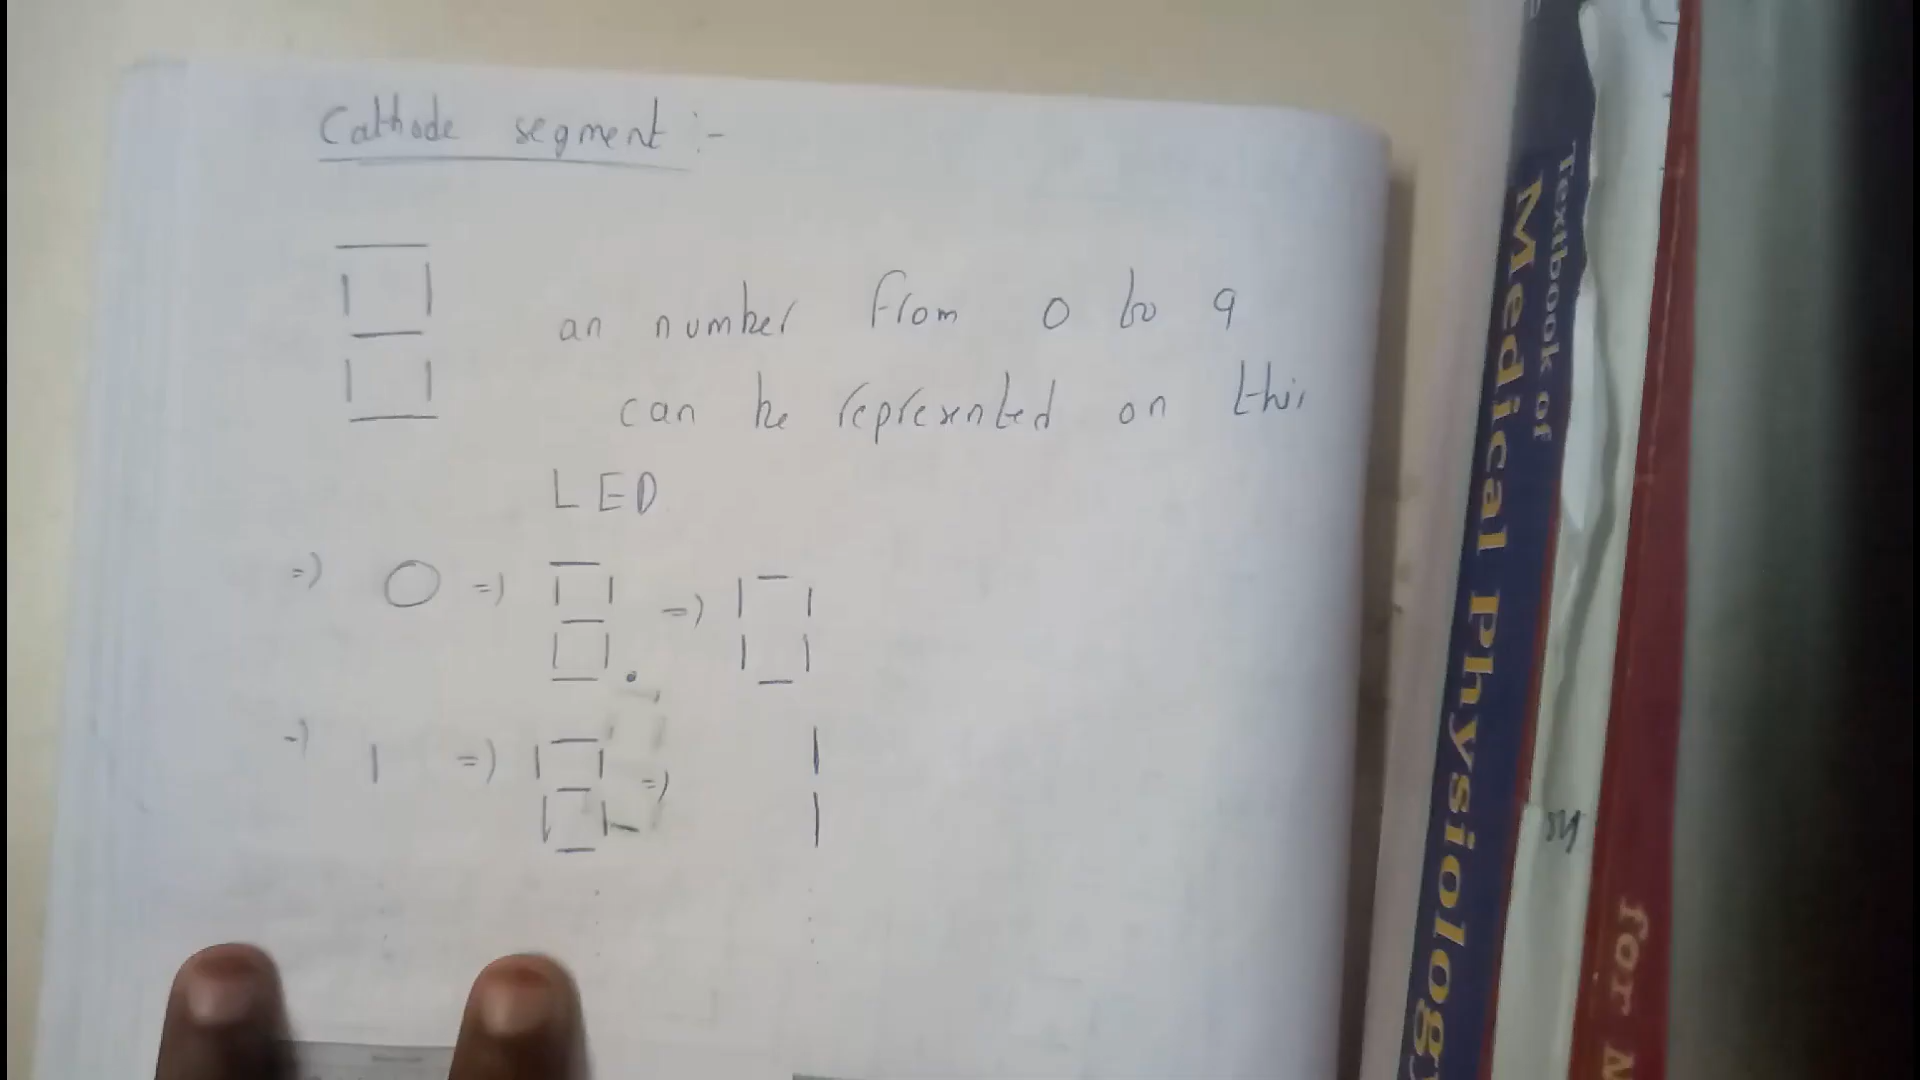 Cathode segment :-
an number from 0 to 9
can be represented on this
LED
=) 0 =) =)
=) 1 =) =)
Textbook of
Medical Physiology
for